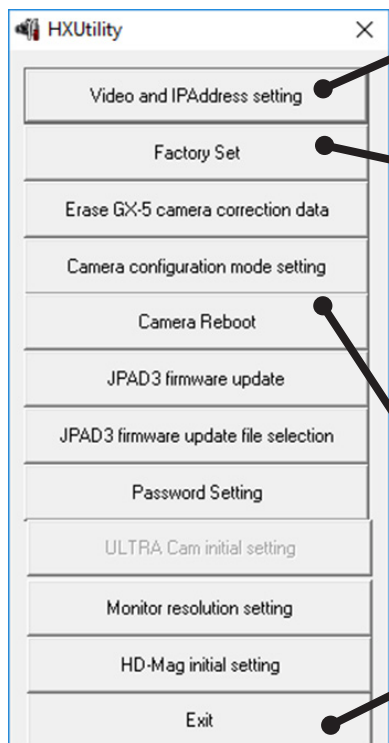 HXUtility
Video and IPAddress setting
Factory Set
Erase GX-5 camera correction data
Camera configuration mode setting
Camera Reboot
JPAD3 firmware update
JPAD3 firmware update file selection
Password Setting
ULTRA Cam initial setting
Monitor resolution setting
HD-Mag initial setting
Exit